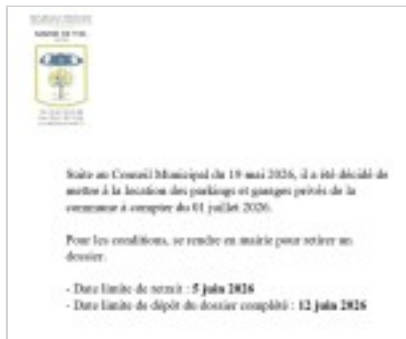 Suite au Conseil Municipal du 19 mai 2026, il a été décidé de
mettre à la location des parkings et garages privés de la
commune à compter du 01 juillet 2026.
Pour les conditions, se rendre en mairie pour retirer un
dossier.
- Date limite de retrait : 5 juin 2026
- Date limite de dépôt du dossier complété : 12 juin 2026